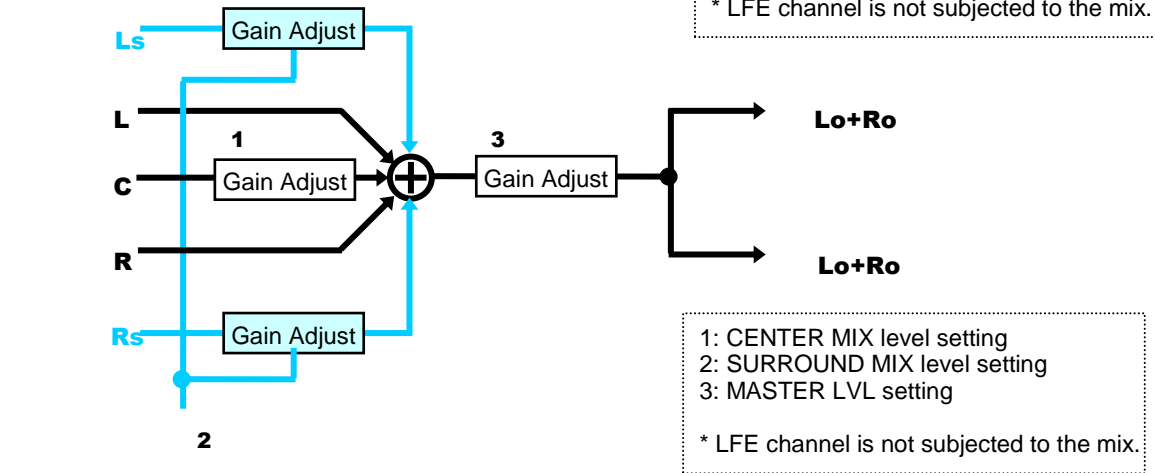 * LFE channel is not subjected to the mix.
Ls
Gain Adjust
L
Lo+Ro
1
3
C
Gain Adjust
Gain Adjust
R
Lo+Ro
Rs
Gain Adjust
1: CENTER MIX level setting
2: SURROUND MIX level setting
3: MASTER LVL setting
* LFE channel is not subjected to the mix.
2